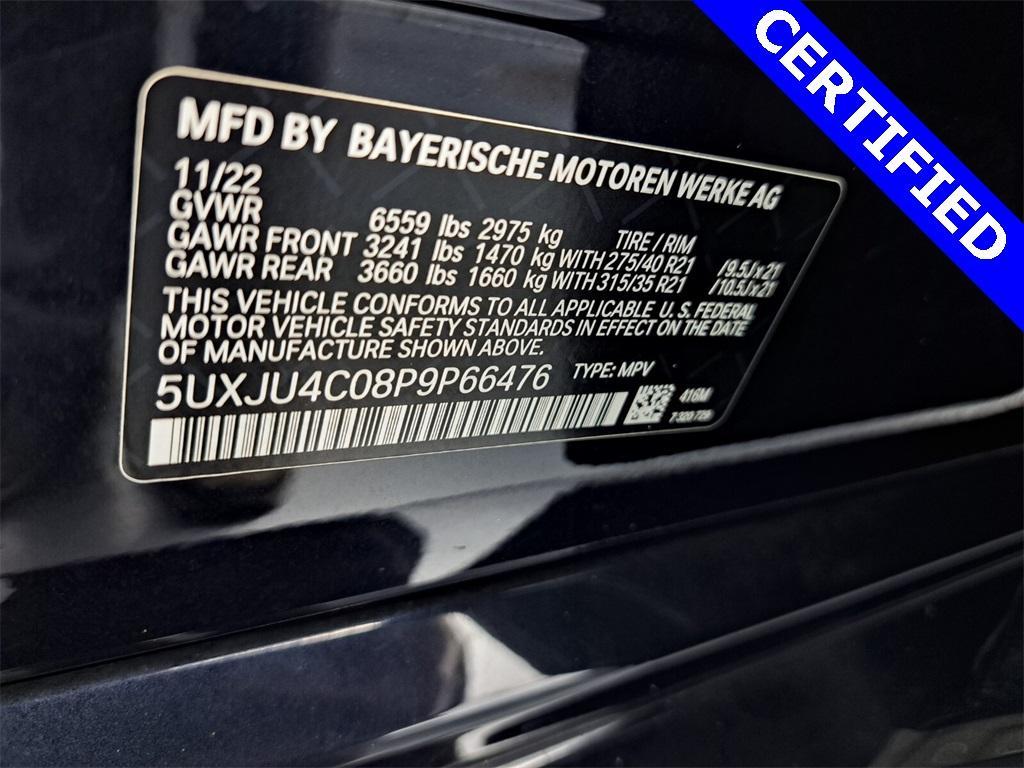 CERTIFIED
MFD BY BAYERISCHE MOTOREN WERKE AG
11/22
GVWR 6559 lbs 2975 kg TIRE / RIM
GAWR FRONT 3241 lbs 1470 kg WITH 275/40 R21 /9.5Jx21
GAWR REAR 3660 lbs 1660 kg WITH 315/35 R21 /10.5Jx21
THIS VEHICLE CONFORMS TO ALL APPLICABLE U.S. FEDERAL
MOTOR VEHICLE SAFETY STANDARDS IN EFFECT ON THE DATE
OF MANUFACTURE SHOWN ABOVE.
5UXJU4C08P9P66476 TYPE: MPV
416M